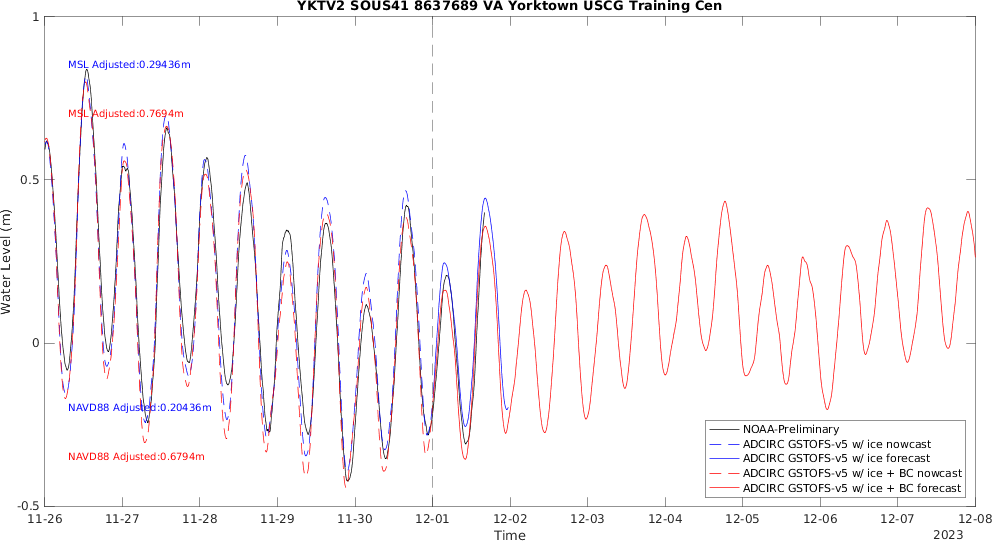 YKTV2 SOUS41 8637689 VA Yorktown USCG Training Cen
1
0.5
0
-0.5
Water Level (m)
MSL Adjusted:0.29436m
MSL Adjusted:0.7694m
NAVD88 Adjusted:0.20436m
NAVD88 Adjusted:0.6794m
NOAA-Preliminary
ADCIRC GSTOFS-v5 w/ ice nowcast
ADCIRC GSTOFS-v5 w/ ice forecast
ADCIRC GSTOFS-v5 w/ ice + BC nowcast
ADCIRC GSTOFS-v5 w/ ice + BC forecast
11-26 11-27 11-28 11-29 11-30 12-01 12-02 12-03 12-04 12-05 12-06 12-07 12-08
Time
2023